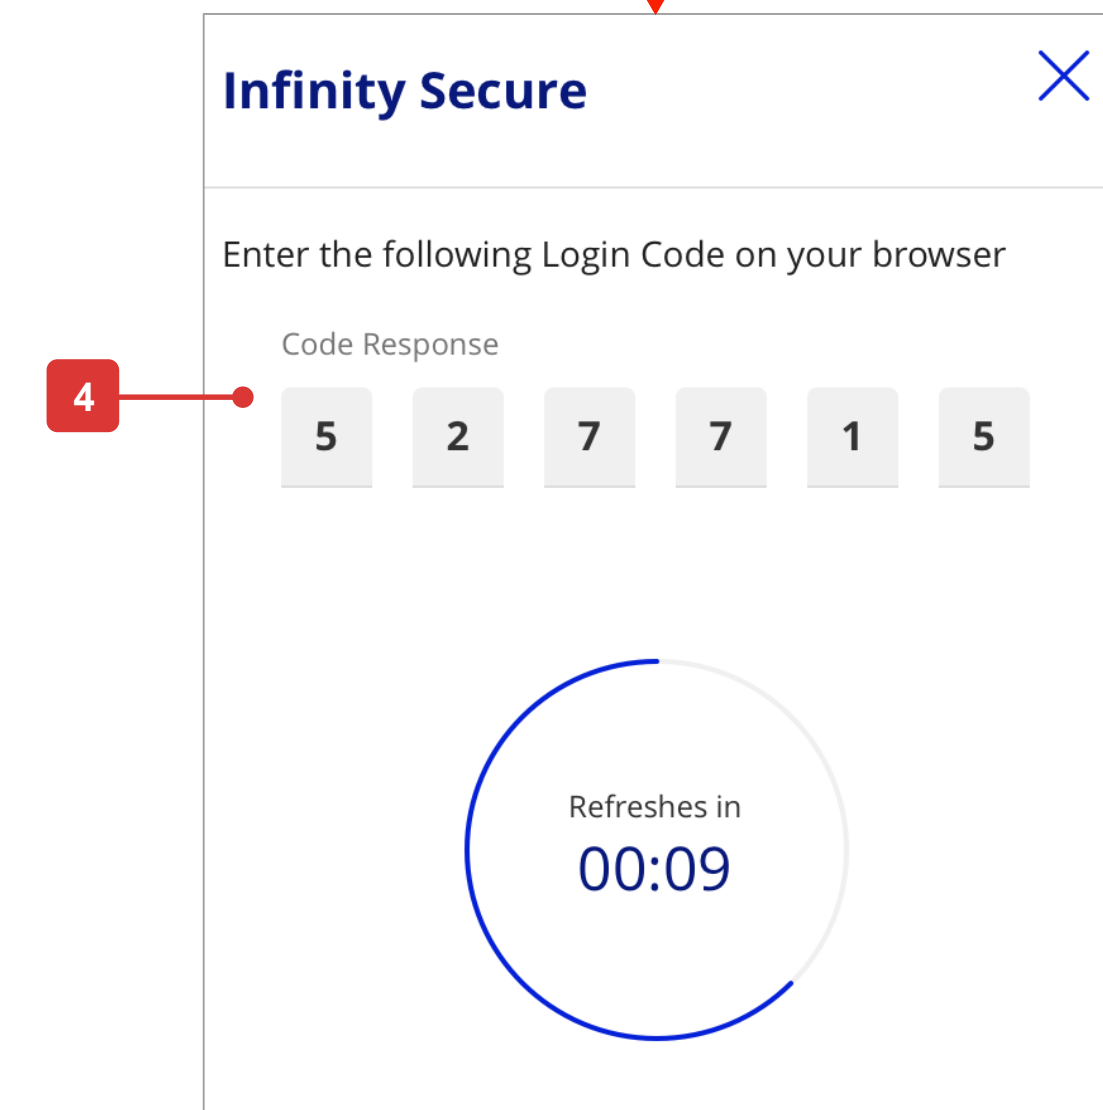 Infinity Secure
Enter the following Login Code on your browser
Code Response
4
5 2 7 7 1 5
Refreshes in
00:09